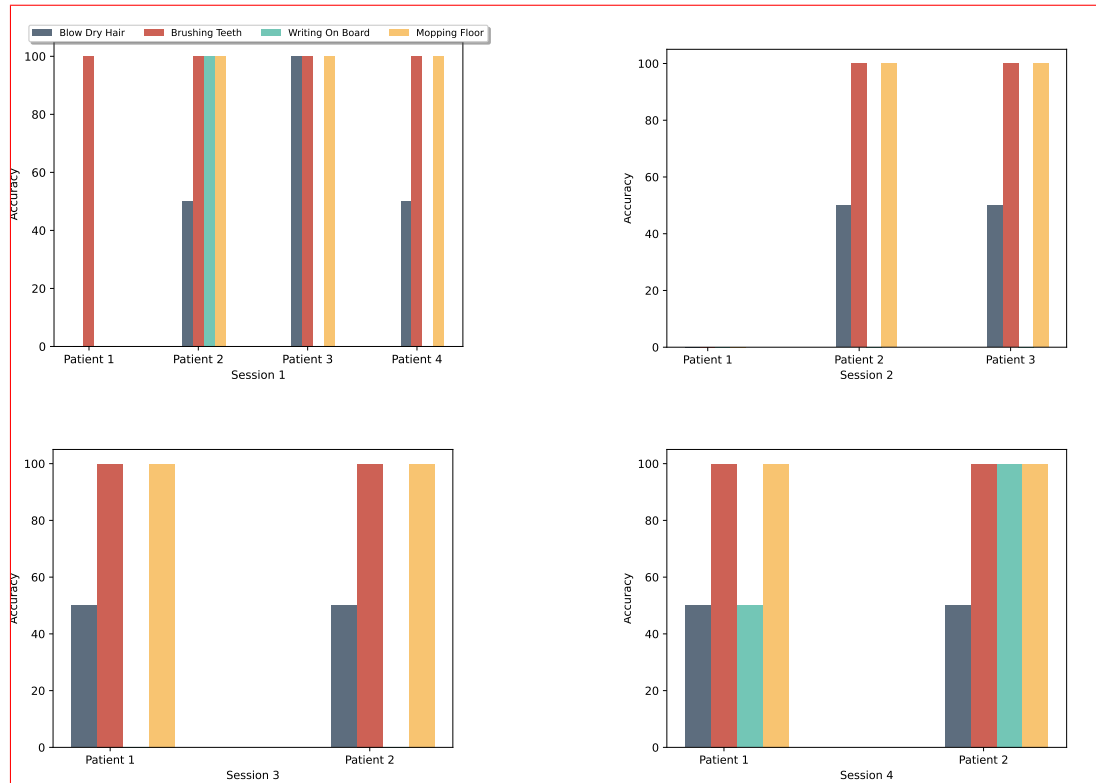 Blow Dry Hair Brushing Teeth Writing On Board Mopping Floor
100
80
60
40
20
0
Accuracy
Patient 1 Patient 2 Patient 3 Patient 4
Session 1
100
80
60
40
20
0
Accuracy
Patient 1 Patient 2 Patient 3
Session 2
100
80
60
40
20
0
Accuracy
Patient 1 Patient 2
Session 3
100
80
60
40
20
0
Accuracy
Patient 1 Patient 2
Session 4